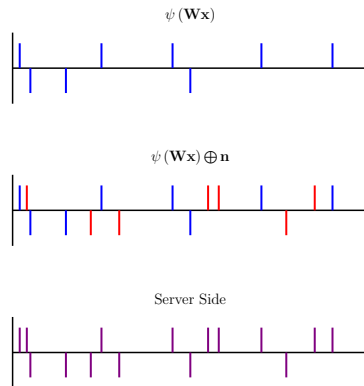 ψ (Wx)
ψ (Wx) ⊕ n
Server Side